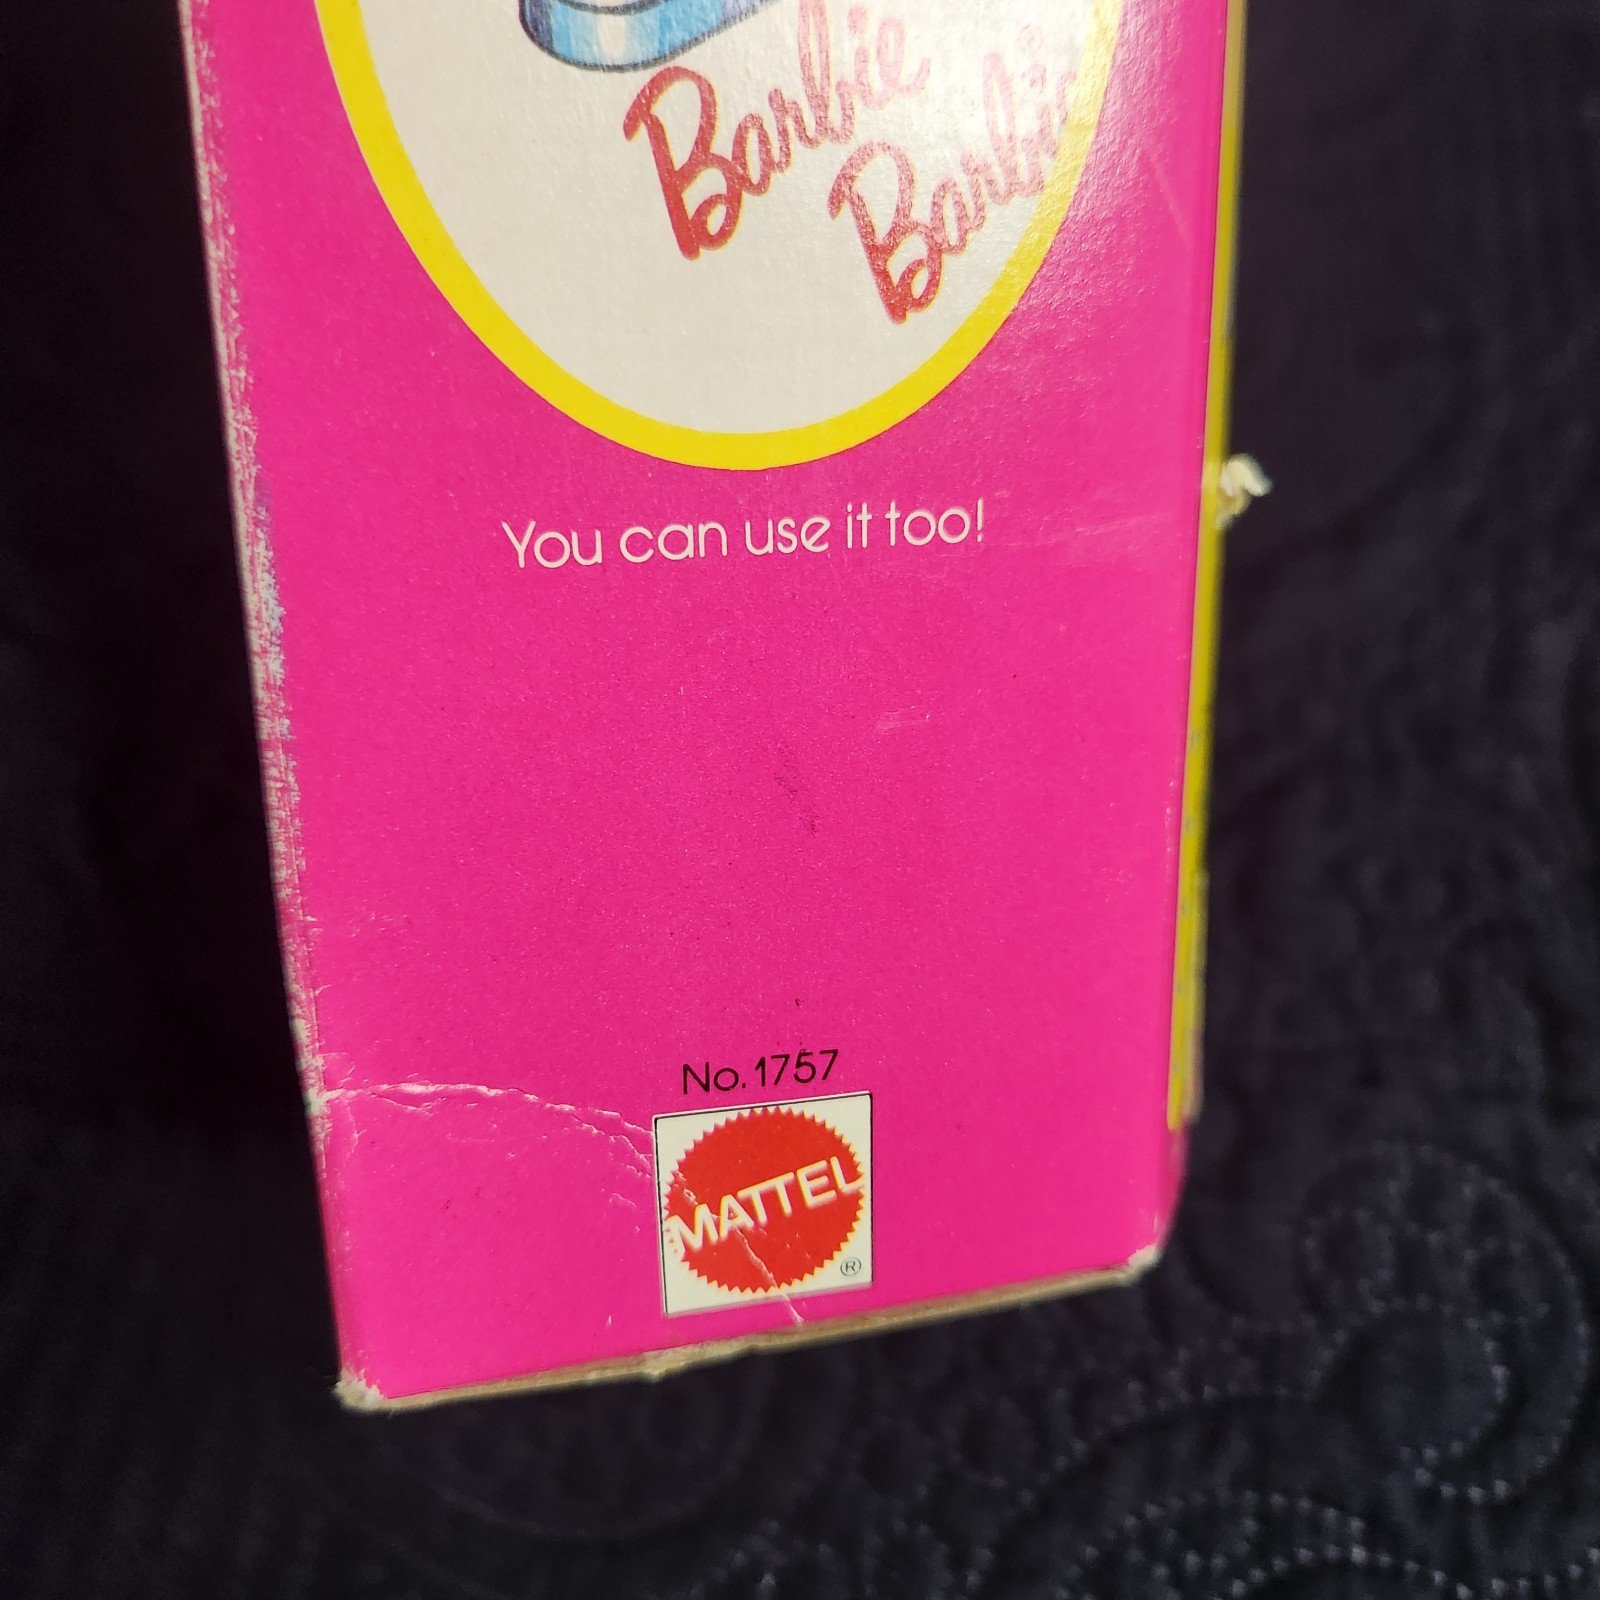 Barbie
Barbie
You can use it too!
No. 1757
MATTEL
®